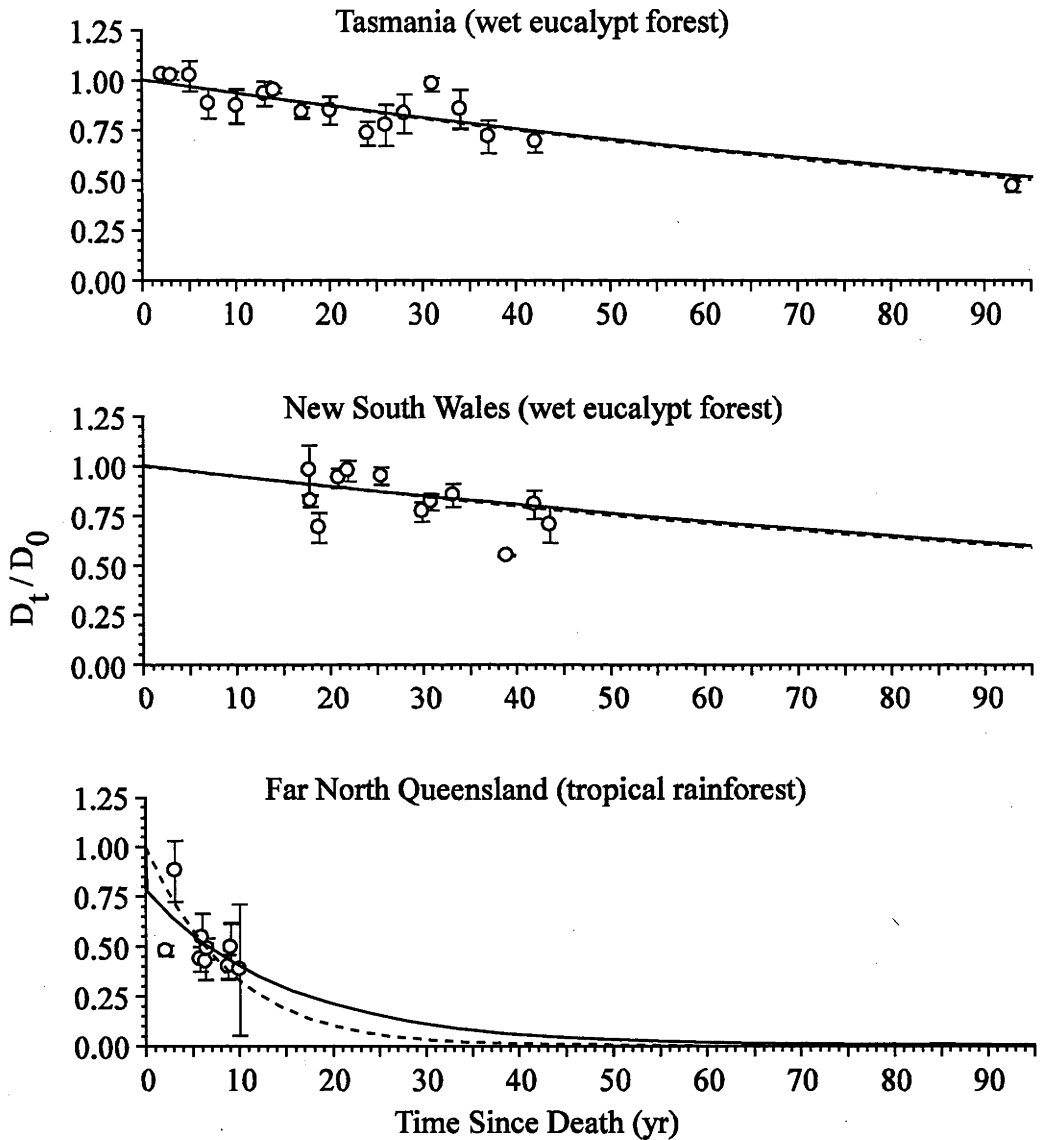 Tasmania (wet eucalypt forest)
1.25
1.00
0.75
0.50
0.25
0.00
0 10 20 30 40 50 60 70 80 90
New South Wales (wet eucalypt forest)
1.25
1.00
0.75
0.50
0.25
0.00
0 10 20 30 40 50 60 70 80 90
D_t / D_0
Far North Queensland (tropical rainforest)
1.25
1.00
0.75
0.50
0.25
0.00
0 10 20 30 40 50 60 70 80 90
Time Since Death (yr)